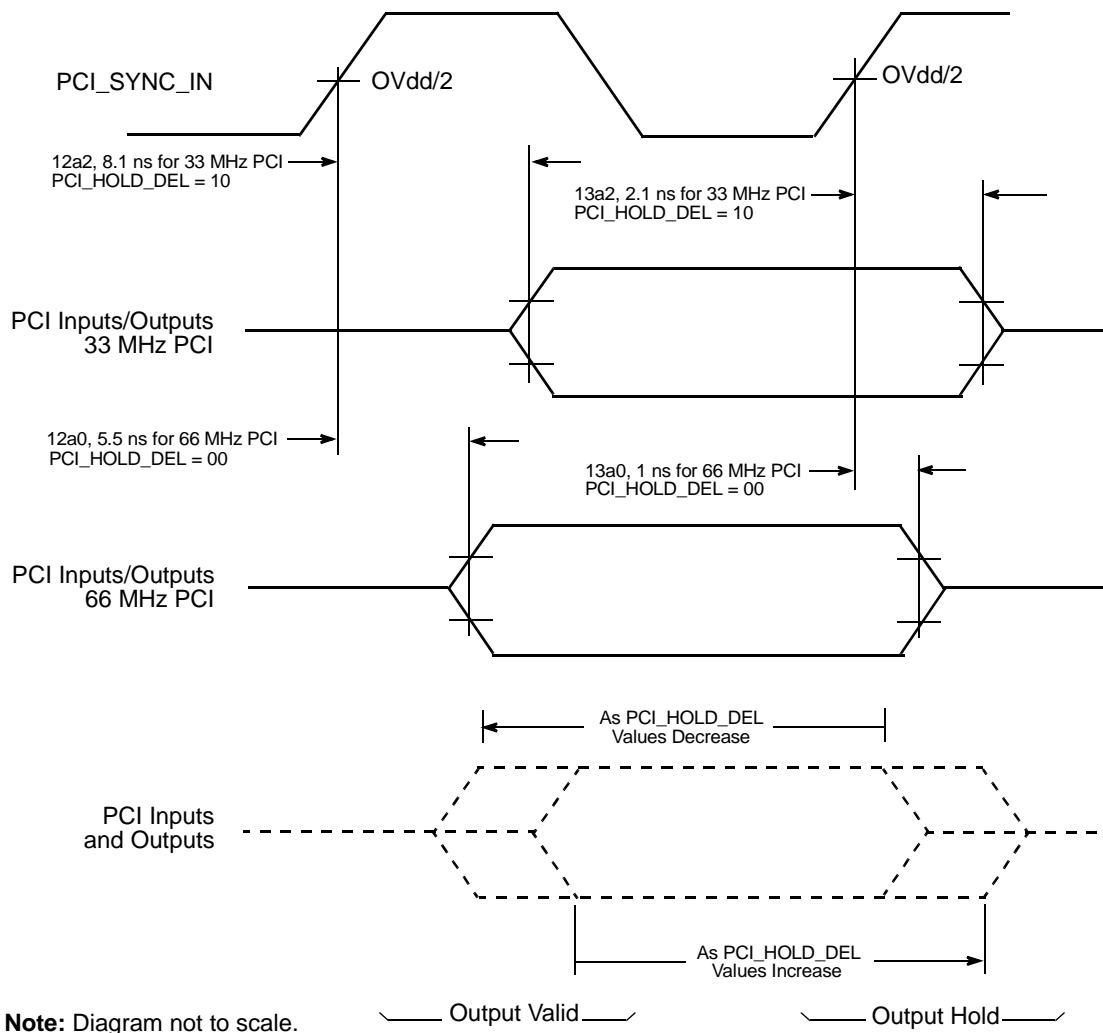 PCI_SYNC_IN
OVdd/2
OVdd/2
12a2, 8.1 ns for 33 MHz PCI
PCI_HOLD_DEL = 10
13a2, 2.1 ns for 33 MHz PCI
PCI_HOLD_DEL = 10
PCI Inputs/Outputs
33 MHz PCI
12a0, 5.5 ns for 66 MHz PCI
PCI_HOLD_DEL = 00
13a0, 1 ns for 66 MHz PCI
PCI_HOLD_DEL = 00
PCI Inputs/Outputs
66 MHz PCI
As PCI_HOLD_DEL
Values Decrease
PCI Inputs
and Outputs
As PCI_HOLD_DEL
Values Increase
Note: Diagram not to scale.
Output Valid
Output Hold